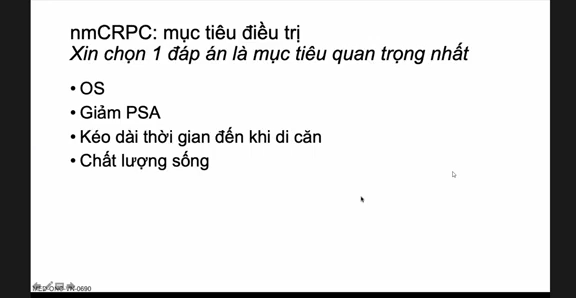 nmCRPC: mục tiêu điều trị
Xin chọn 1 đáp án là mục tiêu quan trọng nhất
• OS
• Giảm PSA
• Kéo dài thời gian đến khi di căn
• Chất lượng sống